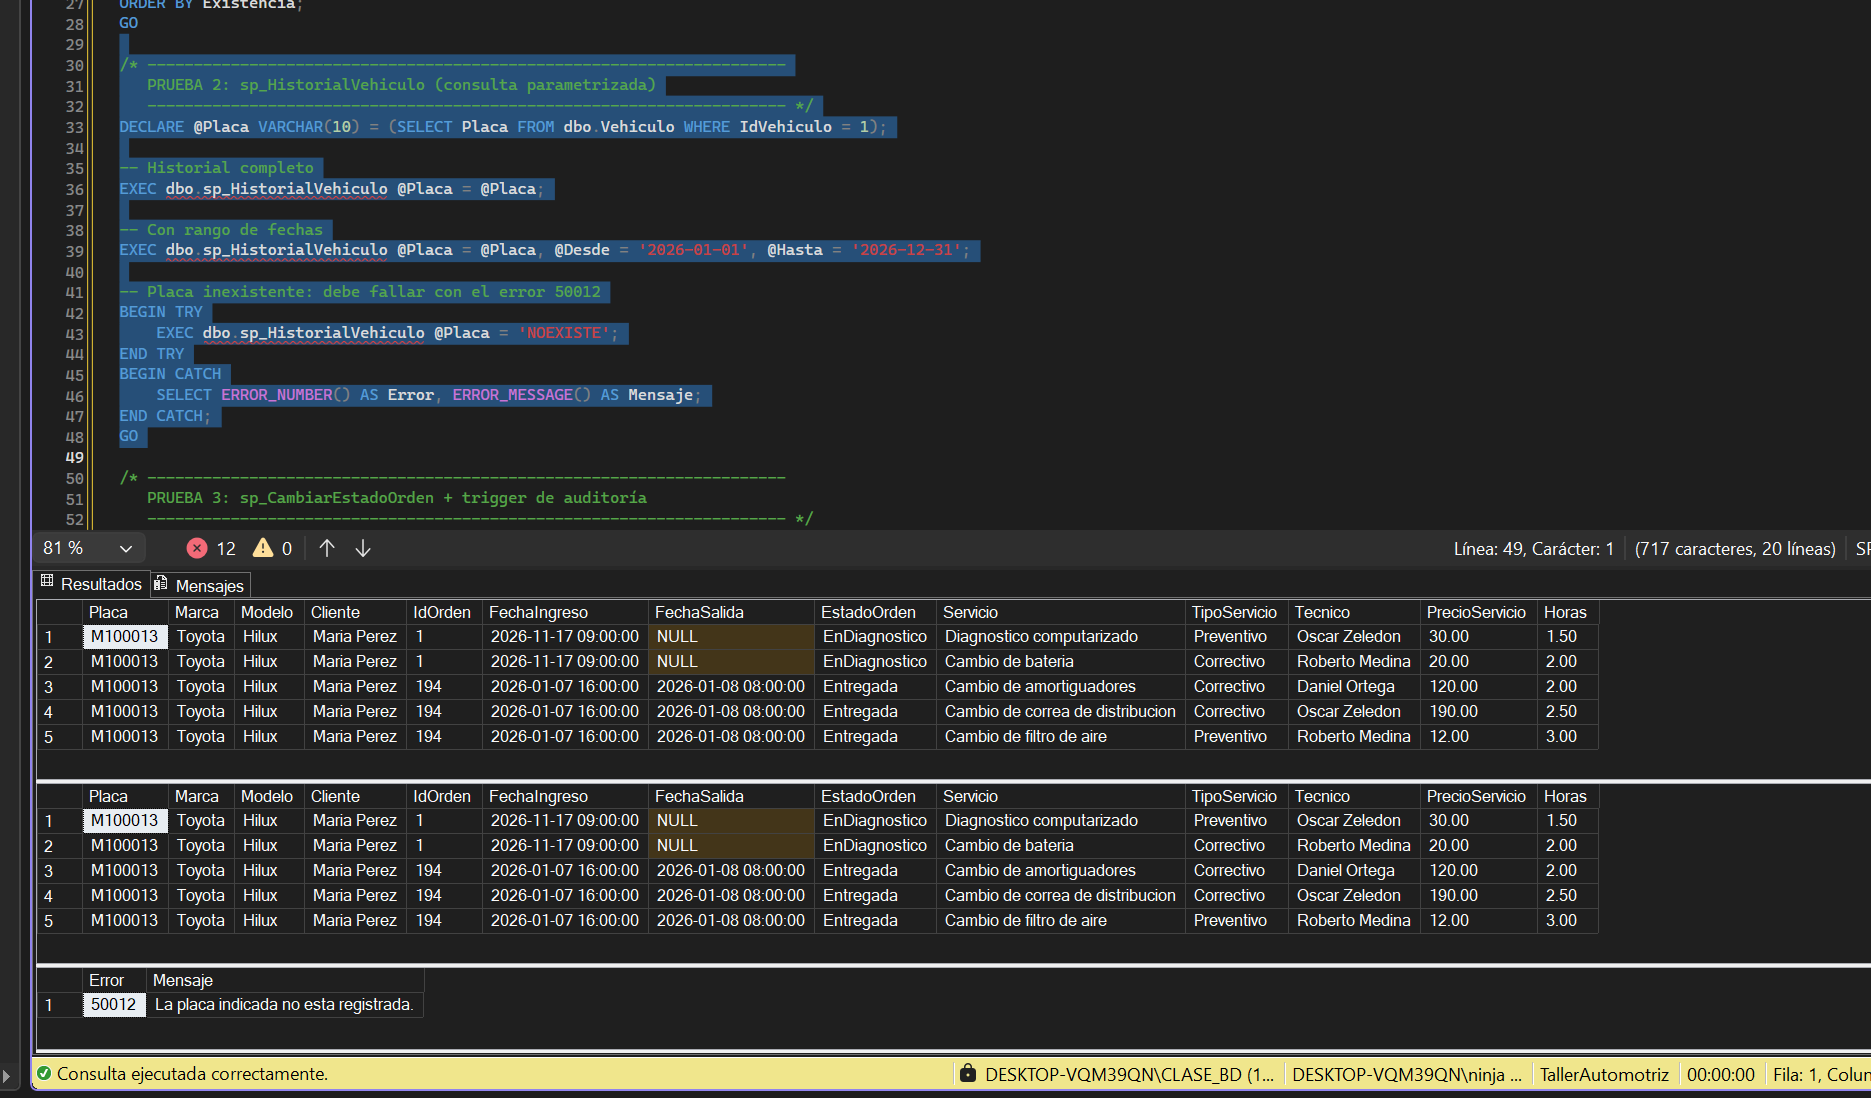 27 ORDER BY Existencia;
28 GO
29
30 /* ---------------------------------------------------------------------
31 PRUEBA 2: sp_HistorialVehiculo (consulta parametrizada)
32 --------------------------------------------------------------------- */
33 DECLARE @Placa VARCHAR(10) = (SELECT Placa FROM dbo.Vehiculo WHERE IdVehiculo = 1);
34
35 -- Historial completo
36 EXEC dbo.sp_HistorialVehiculo @Placa = @Placa;
37
38 -- Con rango de fechas
39 EXEC dbo.sp_HistorialVehiculo @Placa = @Placa, @Desde = '2026-01-01', @Hasta = '2026-12-31';
40
41 -- Placa inexistente: debe fallar con el error 50012
42 BEGIN TRY
43 EXEC dbo.sp_HistorialVehiculo @Placa = 'NOEXISTE';
44 END TRY
45 BEGIN CATCH
46 SELECT ERROR_NUMBER() AS Error, ERROR_MESSAGE() AS Mensaje;
47 END CATCH;
48 GO
49
50 /* ---------------------------------------------------------------------
51 PRUEBA 3: sp_CambiarEstadoOrden + trigger de auditoría
52 --------------------------------------------------------------------- */
81 % 12 0 Línea: 49, Carácter: 1 (717 caracteres, 20 líneas) SP
Resultados Mensajes
Placa Marca Modelo Cliente IdOrden FechaIngreso FechaSalida EstadoOrden Servicio TipoServicio Tecnico PrecioServicio Horas
1 M100013 Toyota Hilux Maria Perez 1 2026-11-17 09:00:00 NULL EnDiagnostico Diagnostico computarizado Preventivo Oscar Zeledon 30.00 1.50
2 M100013 Toyota Hilux Maria Perez 1 2026-11-17 09:00:00 NULL EnDiagnostico Cambio de bateria Correctivo Roberto Medina 20.00 2.00
3 M100013 Toyota Hilux Maria Perez 194 2026-01-07 16:00:00 2026-01-08 08:00:00 Entregada Cambio de amortiguadores Correctivo Daniel Ortega 120.00 2.00
4 M100013 Toyota Hilux Maria Perez 194 2026-01-07 16:00:00 2026-01-08 08:00:00 Entregada Cambio de correa de distribucion Correctivo Oscar Zeledon 190.00 2.50
5 M100013 Toyota Hilux Maria Perez 194 2026-01-07 16:00:00 2026-01-08 08:00:00 Entregada Cambio de filtro de aire Preventivo Roberto Medina 12.00 3.00
Placa Marca Modelo Cliente IdOrden FechaIngreso FechaSalida EstadoOrden Servicio TipoServicio Tecnico PrecioServicio Horas
1 M100013 Toyota Hilux Maria Perez 1 2026-11-17 09:00:00 NULL EnDiagnostico Diagnostico computarizado Preventivo Oscar Zeledon 30.00 1.50
2 M100013 Toyota Hilux Maria Perez 1 2026-11-17 09:00:00 NULL EnDiagnostico Cambio de bateria Correctivo Roberto Medina 20.00 2.00
3 M100013 Toyota Hilux Maria Perez 194 2026-01-07 16:00:00 2026-01-08 08:00:00 Entregada Cambio de amortiguadores Correctivo Daniel Ortega 120.00 2.00
4 M100013 Toyota Hilux Maria Perez 194 2026-01-07 16:00:00 2026-01-08 08:00:00 Entregada Cambio de correa de distribucion Correctivo Oscar Zeledon 190.00 2.50
5 M100013 Toyota Hilux Maria Perez 194 2026-01-07 16:00:00 2026-01-08 08:00:00 Entregada Cambio de filtro de aire Preventivo Roberto Medina 12.00 3.00
Error Mensaje
1 50012 La placa indicada no esta registrada.
Consulta ejecutada correctamente. DESKTOP-VQM39QN\CLASE_BD (1... DESKTOP-VQM39QN\ninja ... TallerAutomotriz 00:00:00 Fila: 1, Colum